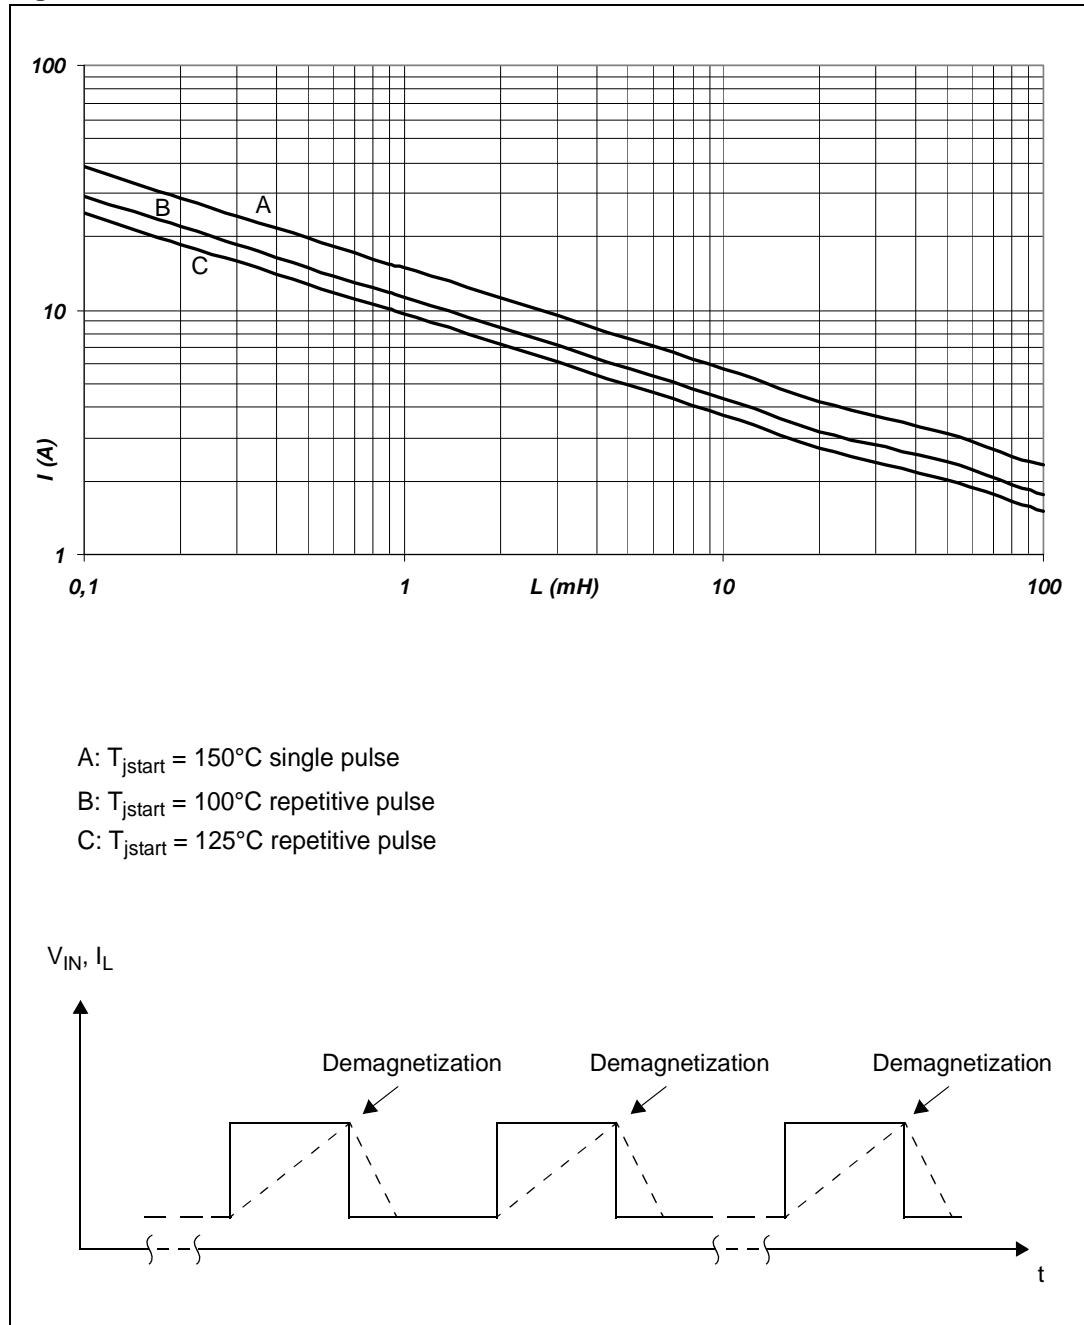 100
B
A
C
10
I (A)
1
0,1
1
L (mH)
10
100
A: Tjstart = 150°C single pulse
B: Tjstart = 100°C repetitive pulse
C: Tjstart = 125°C repetitive pulse
VIN, IL
Demagnetization
Demagnetization
Demagnetization
t